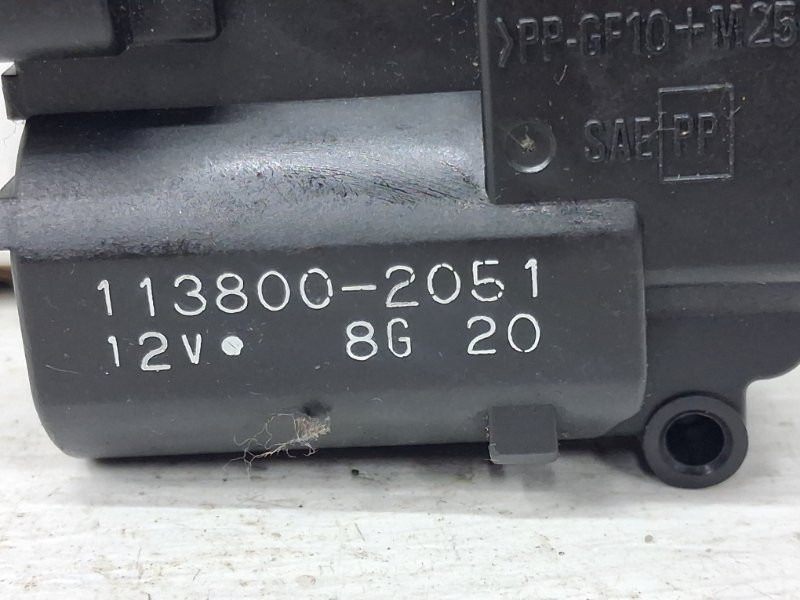 >PP-GF10+M25
SAE PP
113800-2051
12V• 8G 20